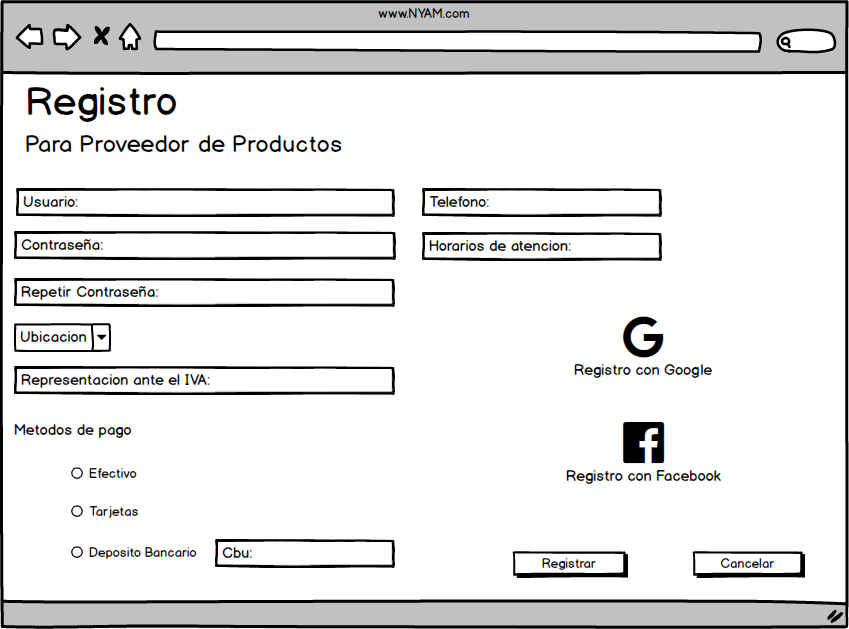 www.NYAM.com
Registro
Para Proveedor de Productos
Usuario:
Telefono:
Contraseña:
Horarios de atencion:
Repetir Contraseña:
Ubicacion
Representacion ante el IVA:
Registro con Google
Metodos de pago
Efectivo
Registro con Facebook
Tarjetas
Deposito Bancario
Cbu:
Registrar
Cancelar